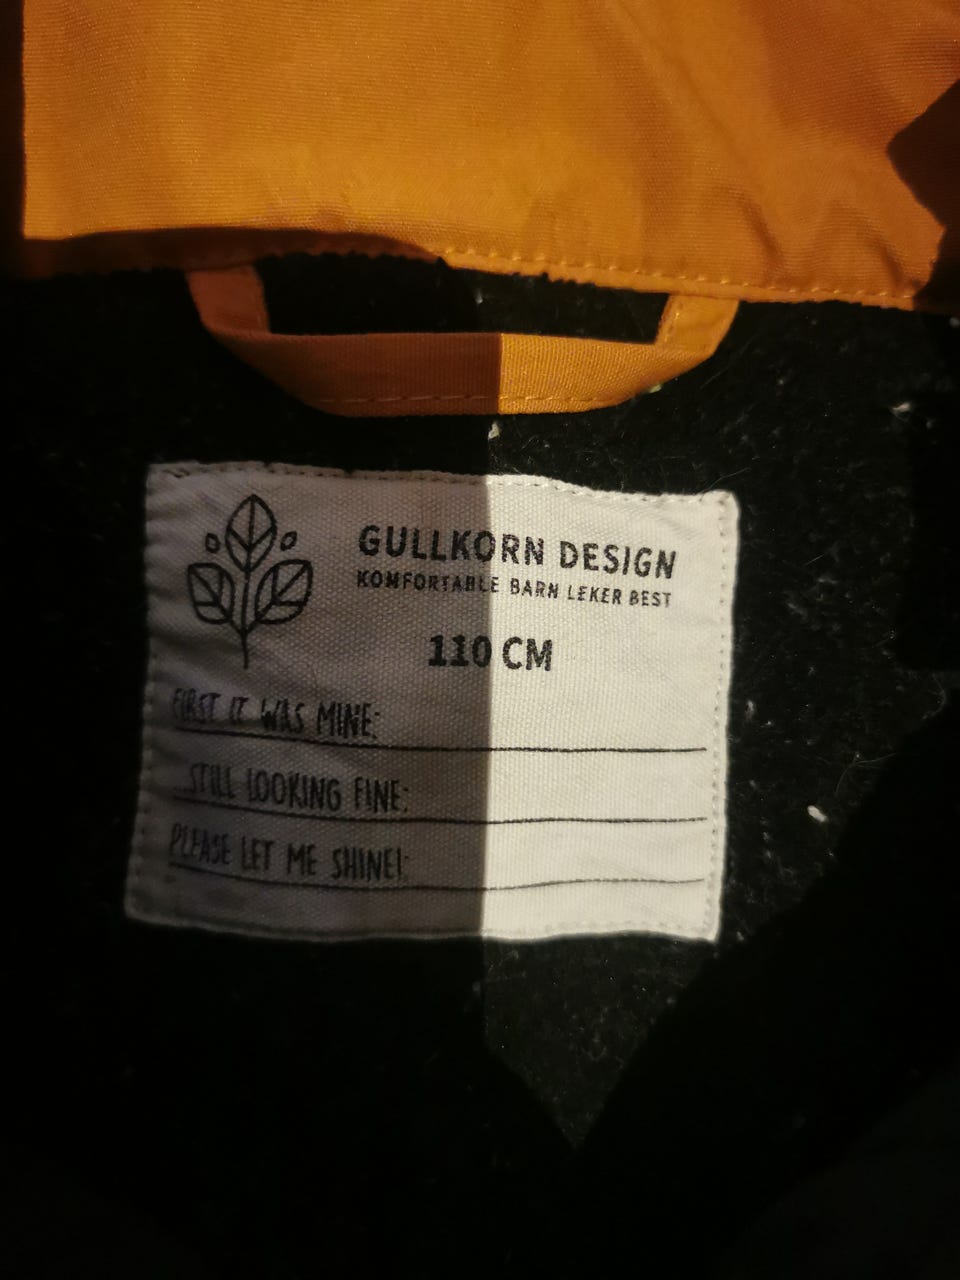 GULLKORN DESIGN
KOMFORTABLE BARN LEKER BEST
110 CM
FIRST IT WAS MINE:
...STILL LOOKING FINE:
PLEASE LET ME SHINE!: